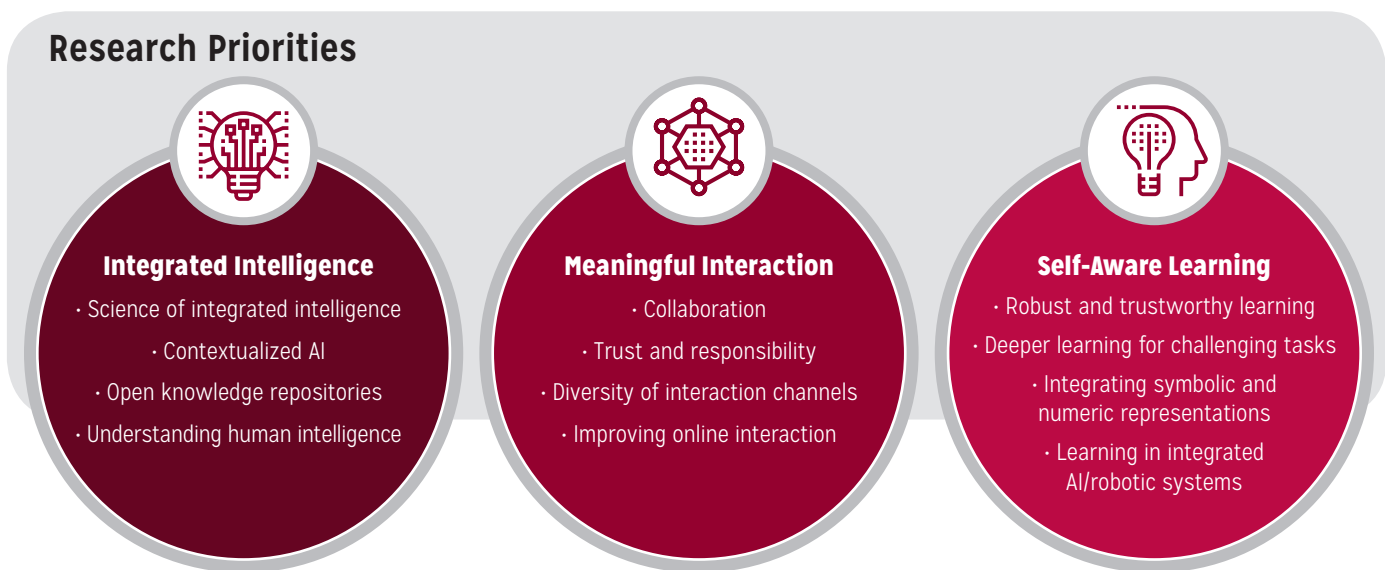 Research Priorities
Integrated Intelligence
· Science of integrated intelligence
· Contextualized AI
· Open knowledge repositories
· Understanding human intelligence
Meaningful Interaction
· Collaboration
· Trust and responsibility
· Diversity of interaction channels
· Improving online interaction
Self-Aware Learning
· Robust and trustworthy learning
· Deeper learning for challenging tasks
· Integrating symbolic and
numeric representations
· Learning in integrated
AI/robotic systems